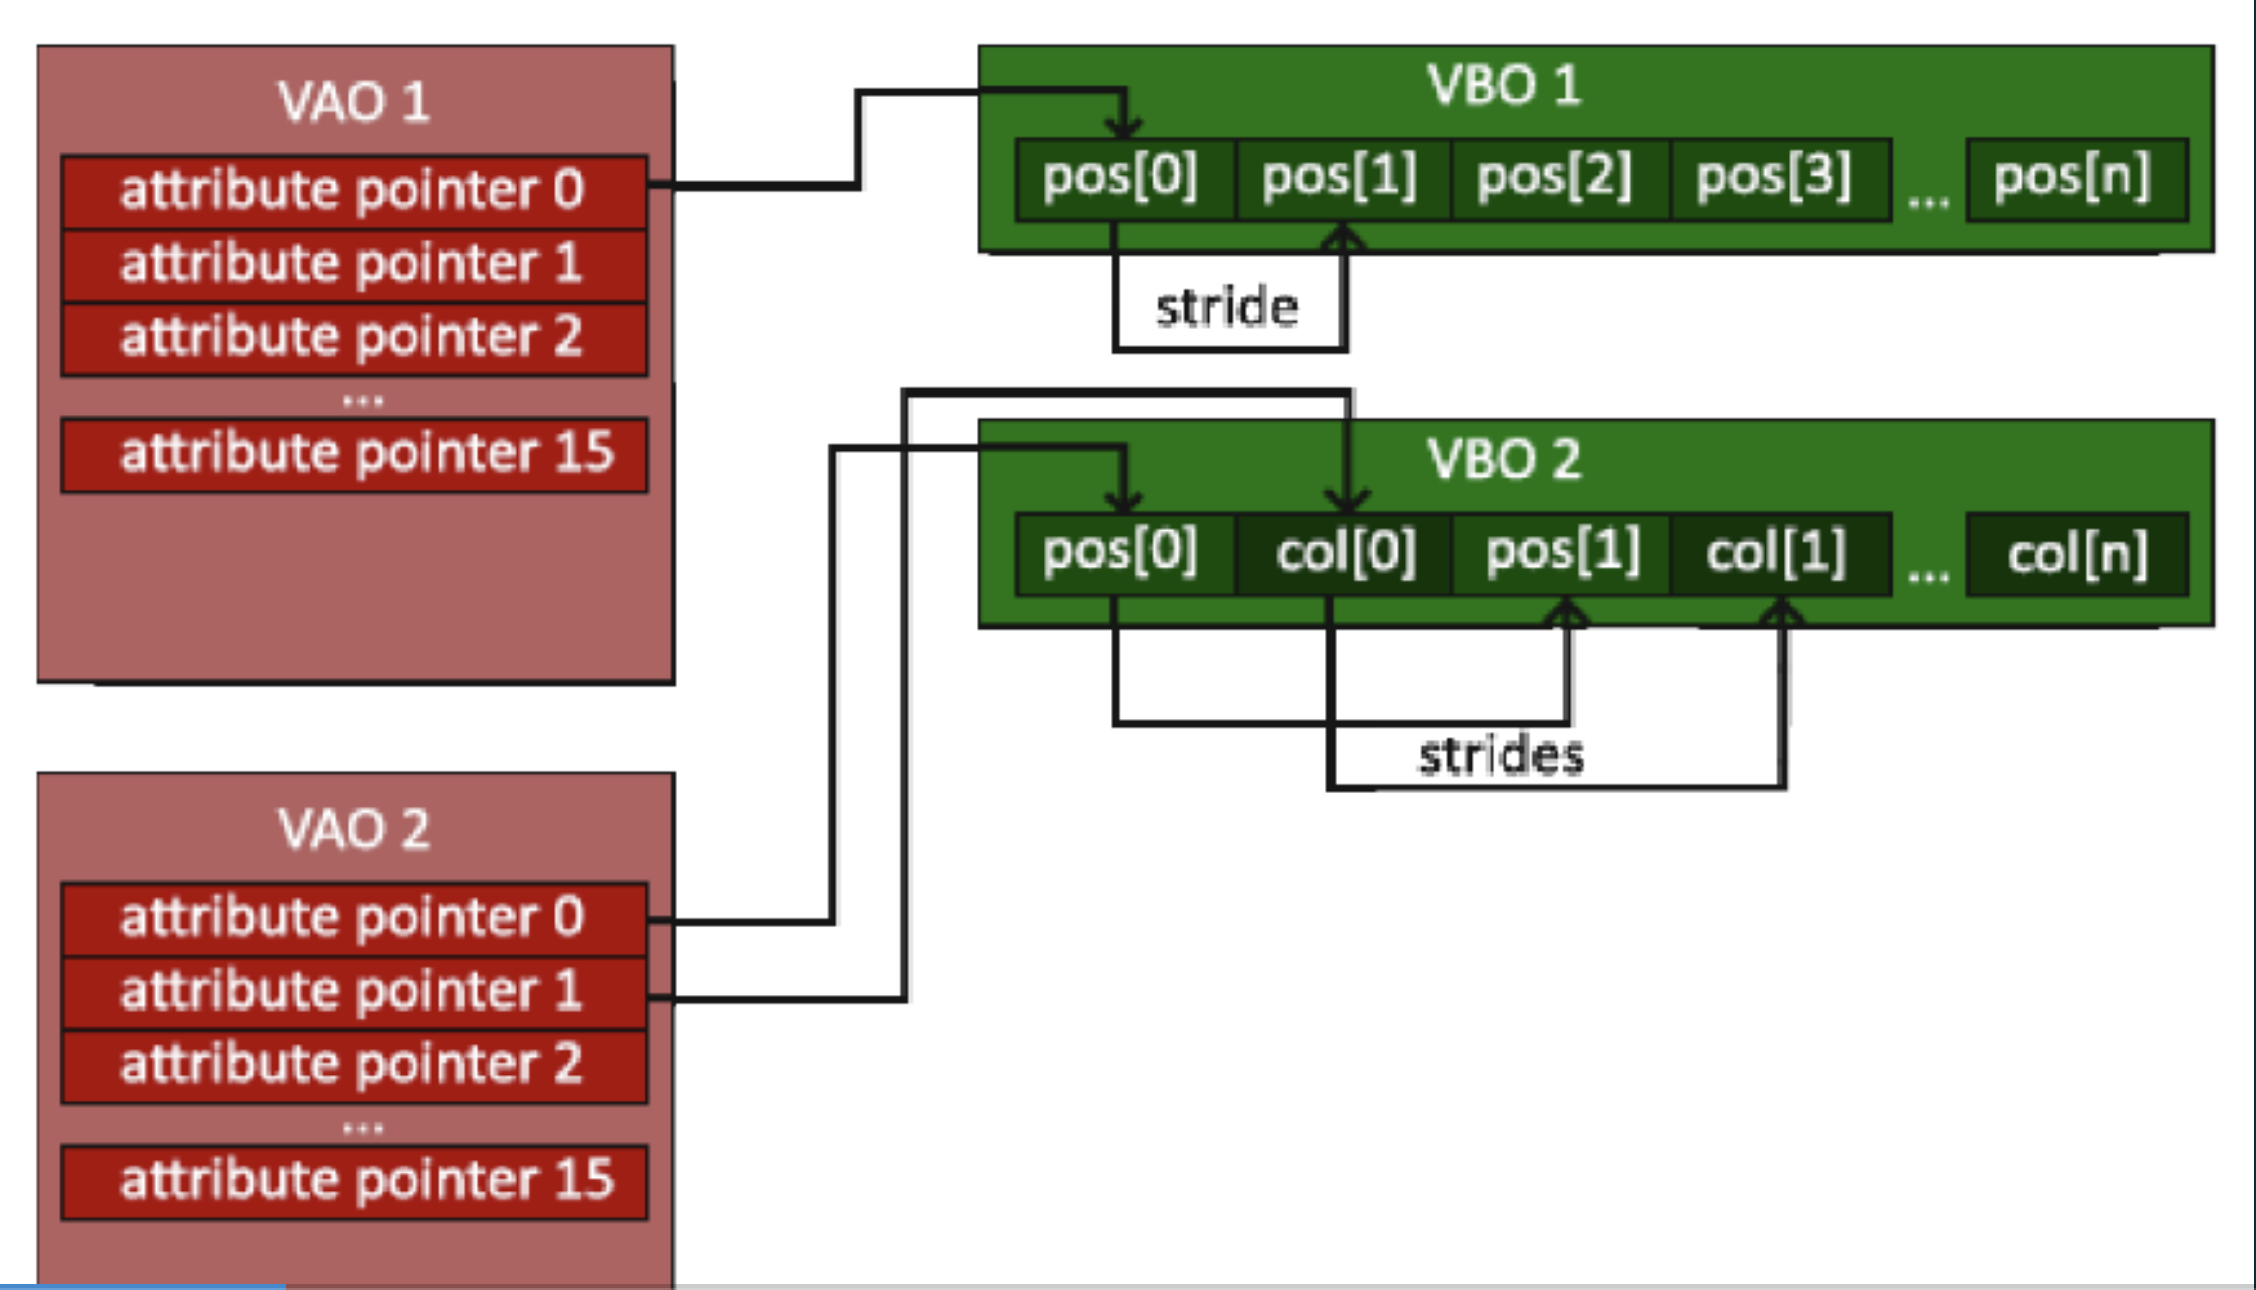 VAO 1
attribute pointer 0
attribute pointer 1
attribute pointer 2
...
attribute pointer 15
VBO 1
pos[0] pos[1] pos[2] pos[3] ... pos[n]
stride
VBO 2
pos[0] col[0] pos[1] col[1] ... col[n]
strides
VAO 2
attribute pointer 0
attribute pointer 1
attribute pointer 2
...
attribute pointer 15